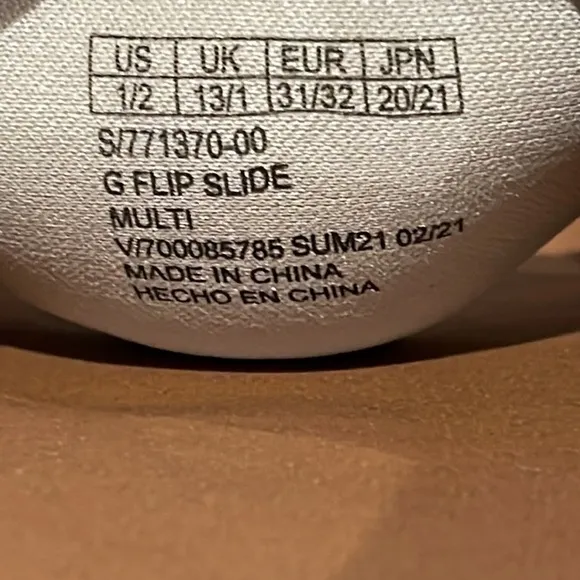 US UK EUR JPN
1/2 13/1 31/32 20/21
S/771370-00
G FLIP SLIDE
MULTI
V/700085785 SUM21 02/21
MADE IN CHINA
HECHO EN CHINA